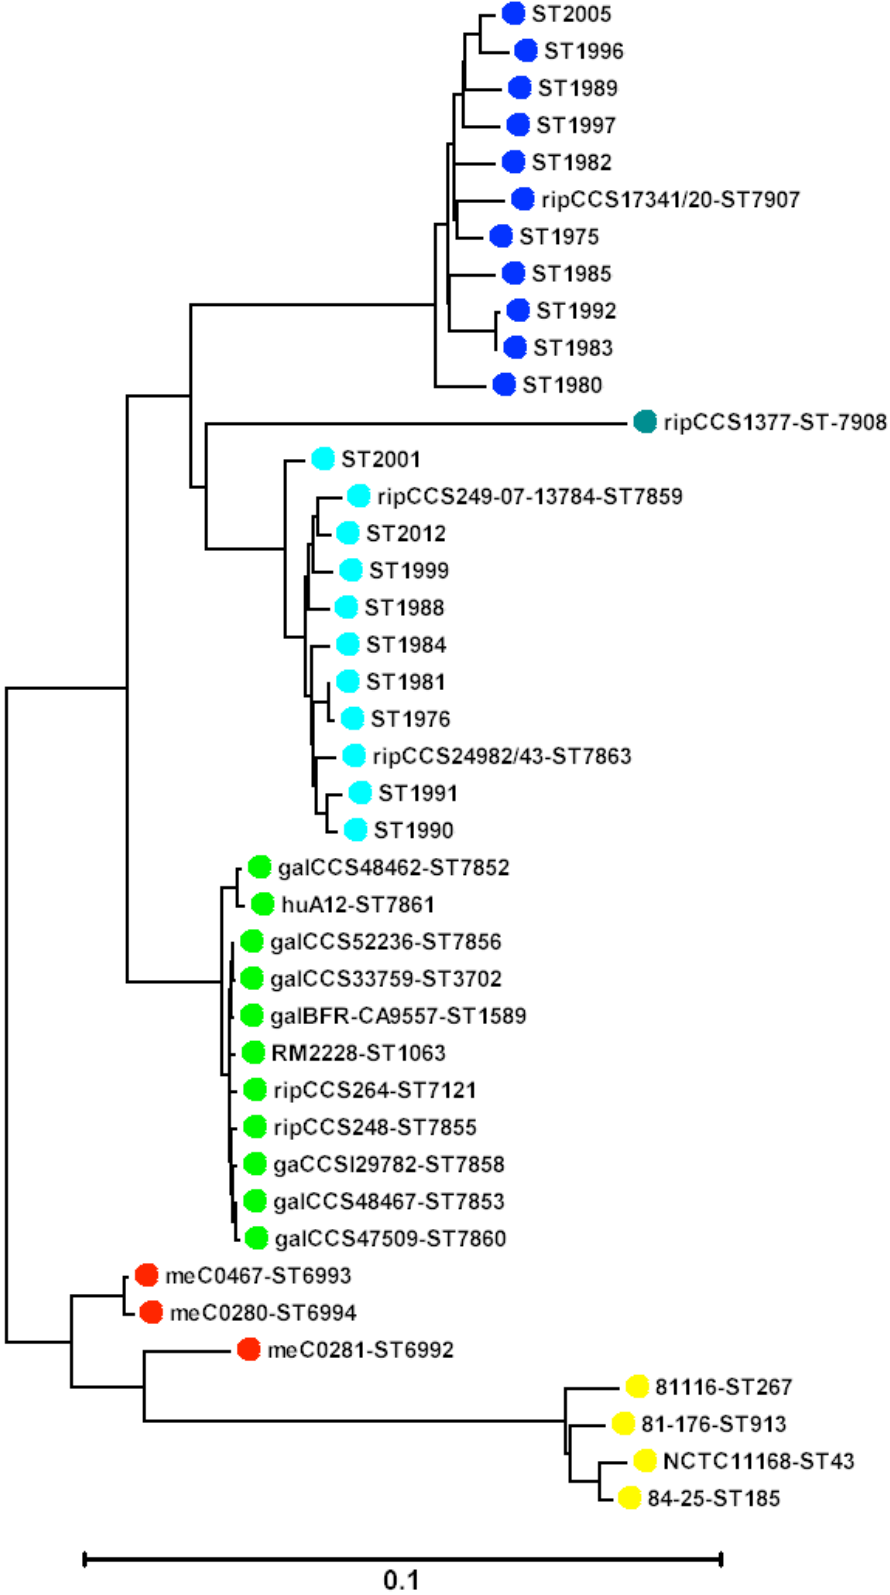 ST2005
ST1996
ST1989
ST1997
ST1982
ripCCS17341/20-ST7907
ST1975
ST1985
ST1992
ST1983
ST1980
ripCCS1377-ST-7908
ST2001
ripCCS249-07-13784-ST7859
ST2012
ST1999
ST1988
ST1984
ST1981
ST1976
ripCCS24982/43-ST7863
ST1991
ST1990
galCCS48462-ST7852
huA12-ST7861
galCCS52236-ST7856
galCCS33759-ST3702
galBFR-CA9557-ST1589
RM2228-ST1063
ripCCS264-ST7121
ripCCS248-ST7855
gaCCSI29782-ST7858
galCCS48467-ST7853
galCCS47509-ST7860
meC0467-ST6993
meC0280-ST6994
meC0281-ST6992
81116-ST267
81-176-ST913
NCTC11168-ST43
84-25-ST185
0.1